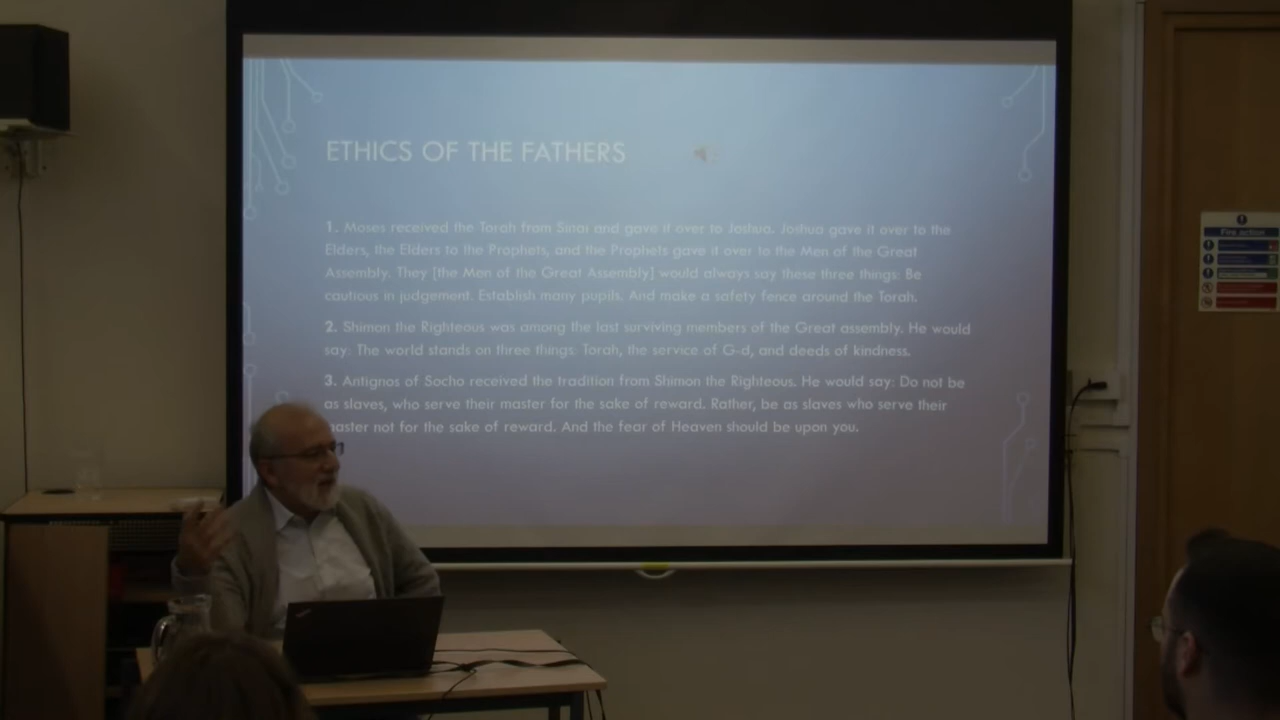 ETHICS OF THE FATHERS
1. Moses received the Torah from Sinai and gave it over to Joshua. Joshua gave it over to the
Elders, the Elders to the Prophets, and the Prophets gave it over to the Men of the Great
Assembly. They [the Men of the Great Assembly] would always say these three things: Be
cautious in judgement. Establish many pupils. And make a safety fence around the Torah.
2. Shimon the Righteous was among the last surviving members of the Great assembly. He would
say: The world stands on three things: Torah, the service of G-d, and deeds of kindness.
3. Antignos of Socho received the tradition from Shimon the Righteous. He would say: Do not be
as slaves, who serve their master for the sake of reward. Rather, be as slaves who serve their
master not for the sake of reward. And the fear of Heaven should be upon you.
Fire action